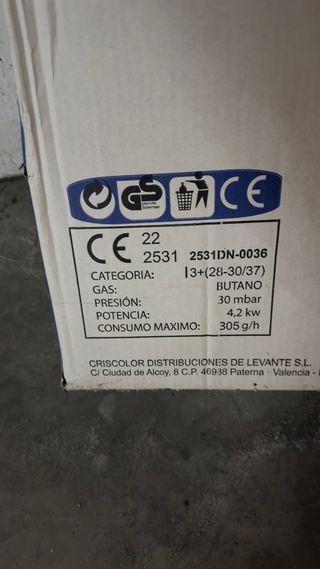 GS
CE
CE 22
2531 2531DN-0036
CATEGORIA: I 3+(28-30/37)
GAS: BUTANO
PRESIÓN: 30 mbar
POTENCIA: 4,2 kw
CONSUMO MAXIMO: 305 g/h
CRISCOLOR DISTRIBUCIONES DE LEVANTE S.L.
C/ Ciudad de Alcoy, 8 C.P. 46988 Paterna - Valencia -